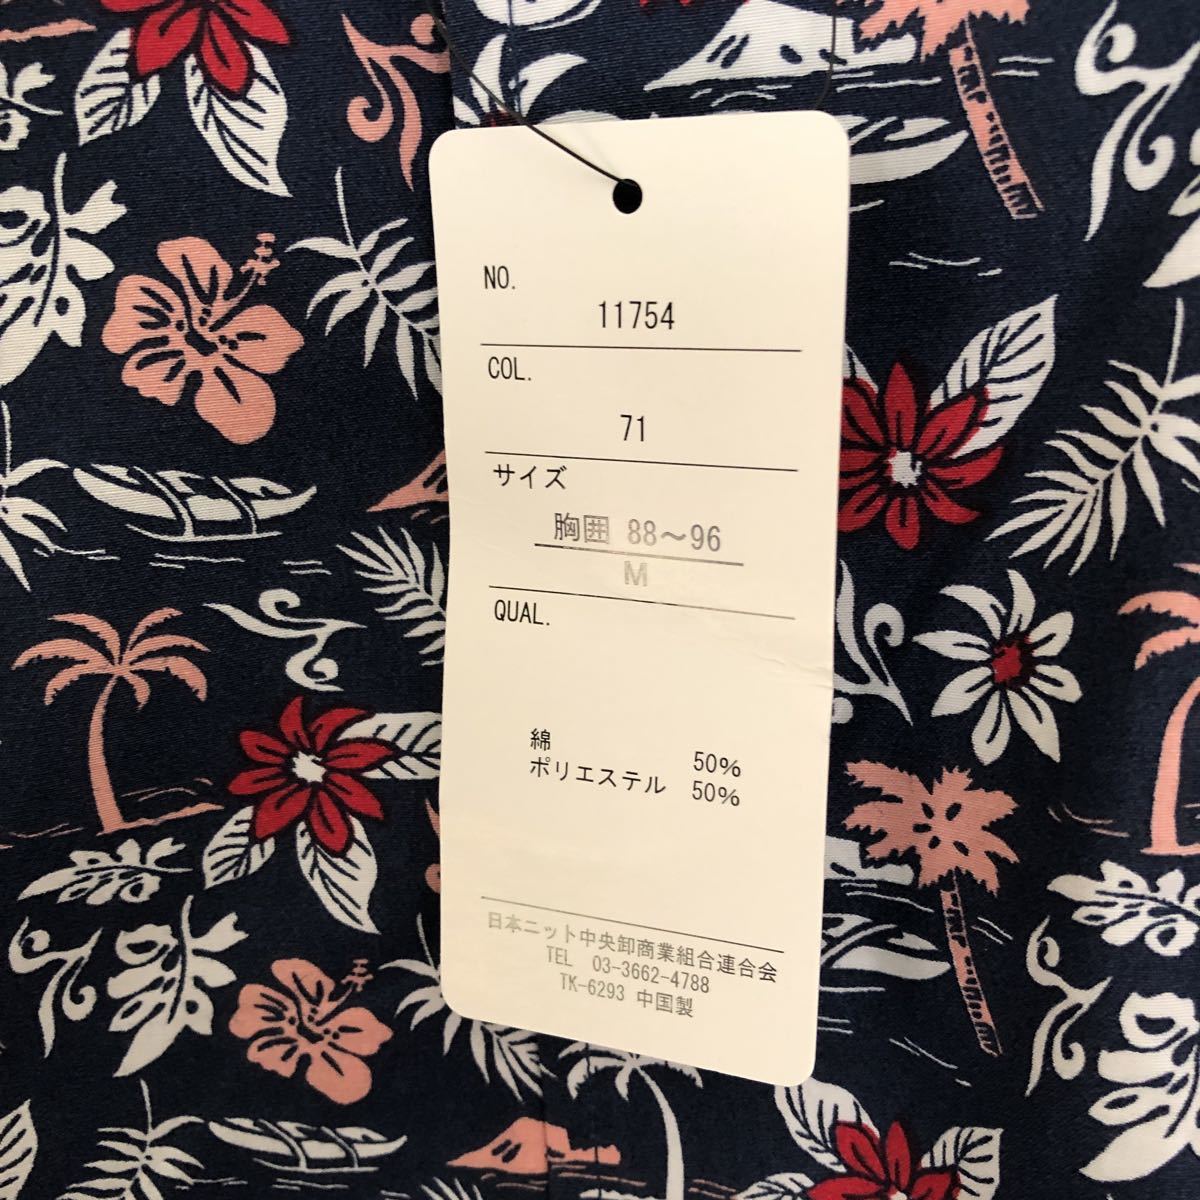 NO.
11754
COL.
71
サイズ
胸囲 88～96
M
QUAL.
綿 50%
ポリエステル 50%
日本ニット中央卸商業組合連合会
TEL 03-3662-4788
TK-6293 中国製